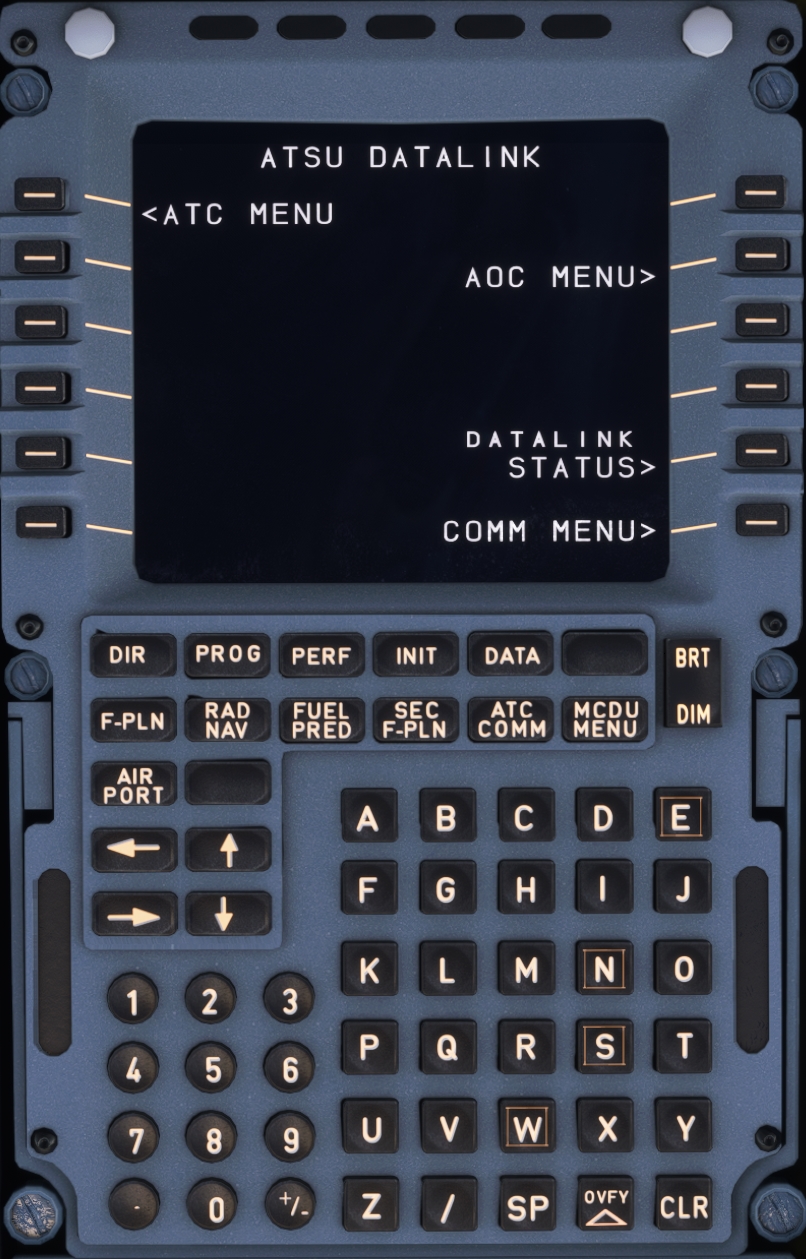 ATSU DATALINK
<ATC MENU
AOC MENU>
DATALINK
STATUS>
COMM MENU>
DIR PROG PERF INIT DATA BRT
F-PLN RAD NAV FUEL PRED SEC F-PLN ATC COMM MCDU MENU DIM
AIR PORT
A B C D E
F G H I J
K L M N O
P Q R S T
U V W X Y
Z / SP OVFY CLR
1 2 3
4 5 6
7 8 9
. 0 +/-